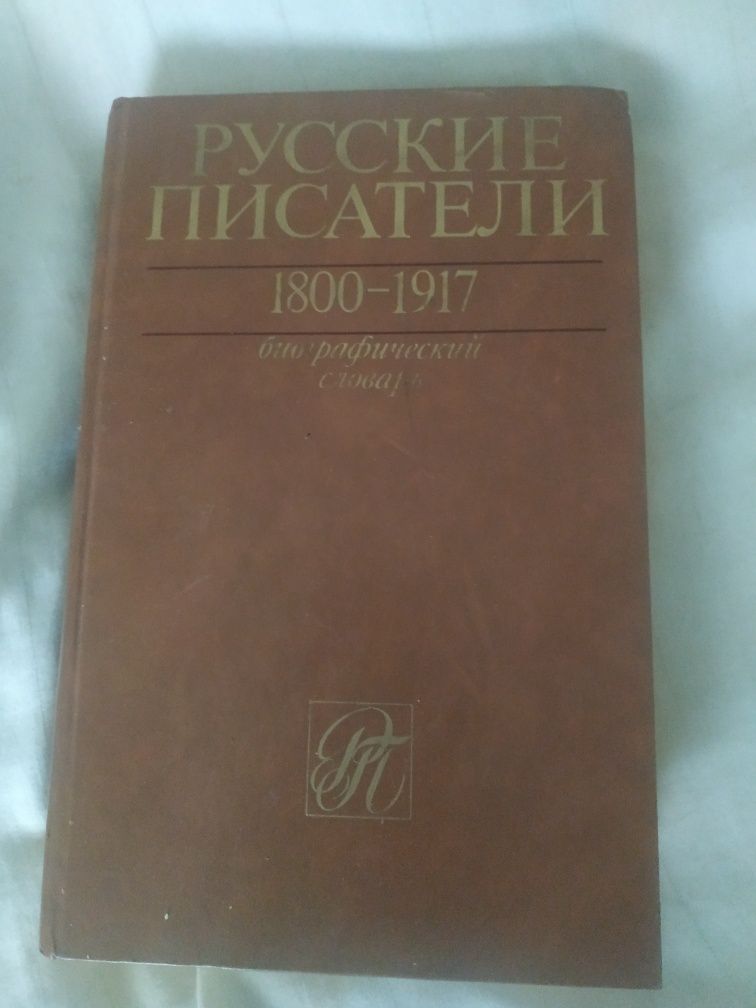 РУССКИЕ
ПИСАТЕЛИ
1800–1917
биографический
словарь
РП